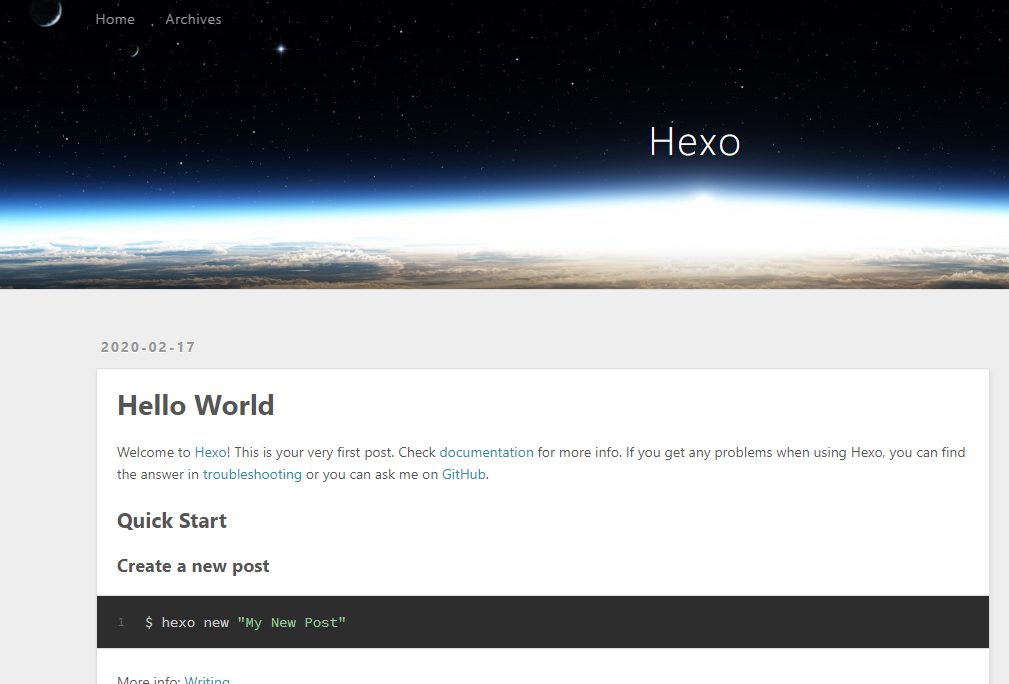 Home Archives
Hexo
2020-02-17
Hello World
Welcome to Hexo! This is your very first post. Check documentation for more info. If you get any problems when using Hexo, you can find
the answer in troubleshooting or you can ask me on GitHub.
Quick Start
Create a new post
1 $ hexo new "My New Post"
More info: Writing